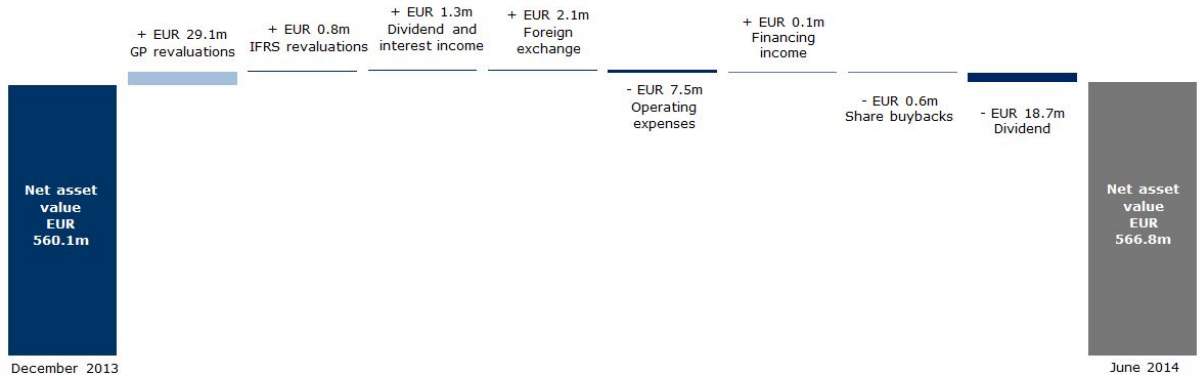 + EUR 29.1m
GP revaluations
+ EUR 0.8m
IFRS revaluations
+ EUR 1.3m
Dividend and
interest income
+ EUR 2.1m
Foreign
exchange
- EUR 7.5m
Operating
expenses
+ EUR 0.1m
Financing
income
- EUR 0.6m
Share buybacks
- EUR 18.7m
Dividend
Net asset
value
EUR
560.1m
Net asset
value
EUR
566.8m
December 2013
June 2014